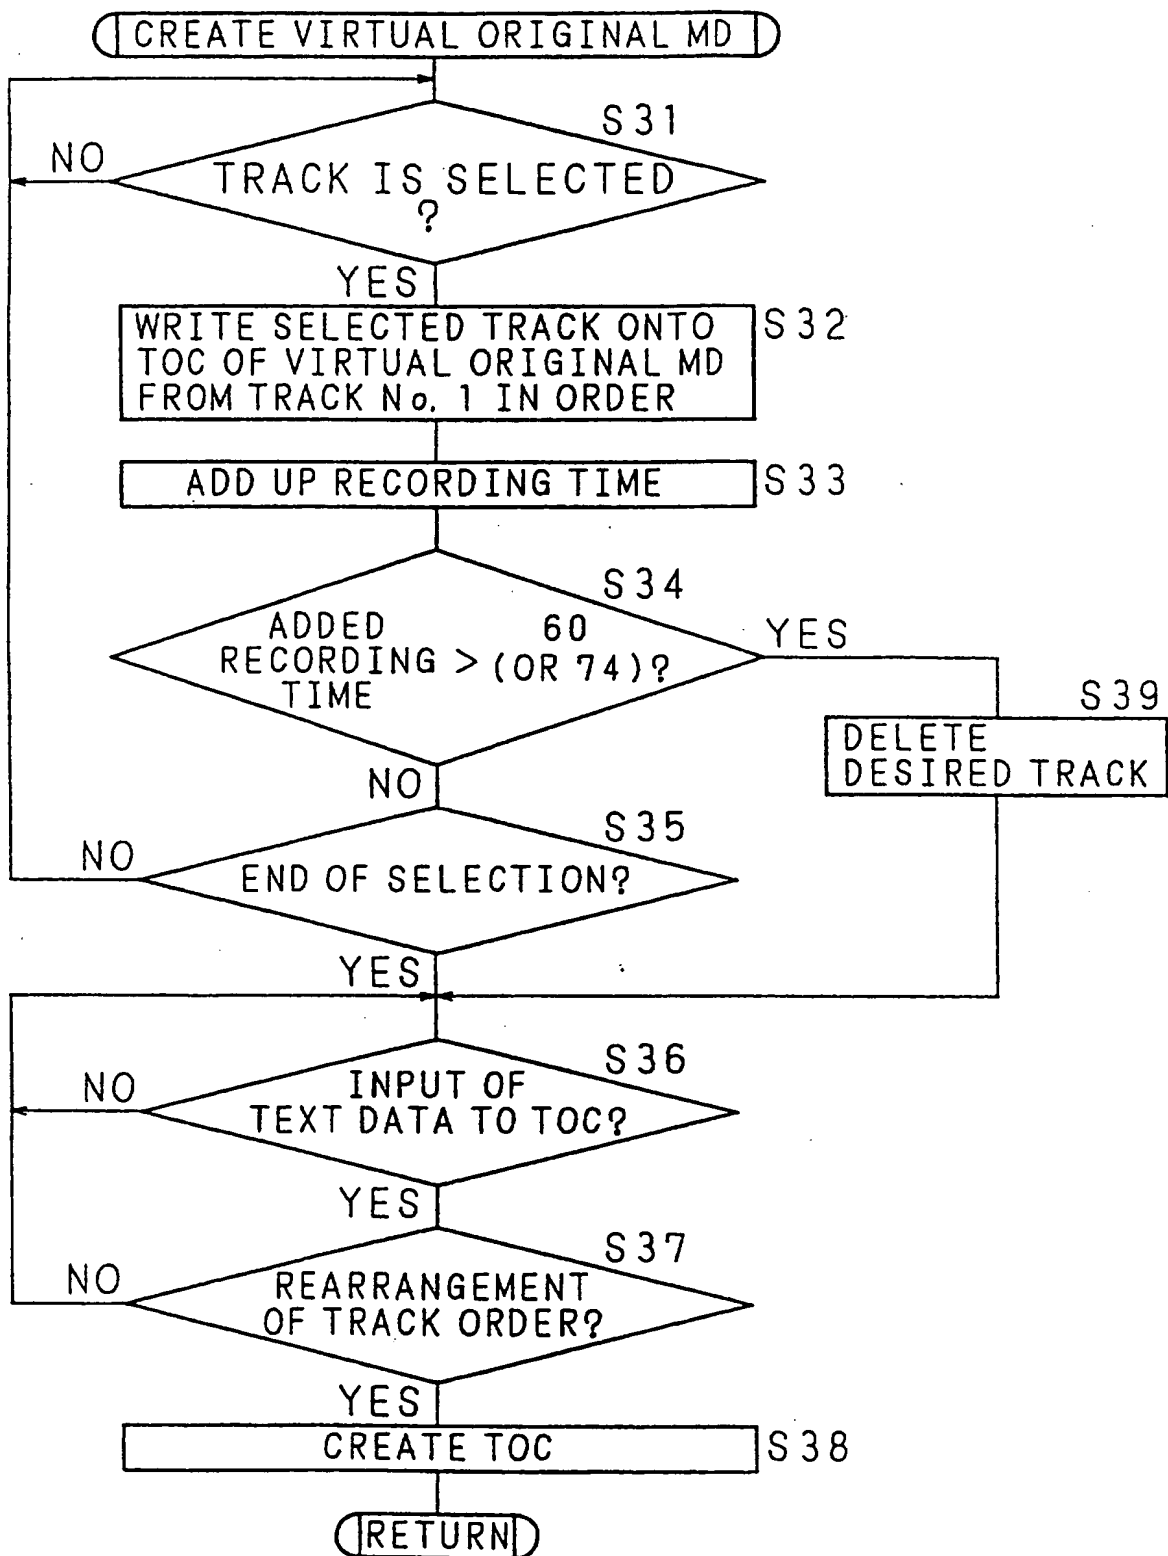 CREATE VIRTUAL ORIGINAL MD
S31
NO
TRACK IS SELECTED
?
YES
WRITE SELECTED TRACK ONTO
TOC OF VIRTUAL ORIGINAL MD
FROM TRACK No. 1 IN ORDER
S32
ADD UP RECORDING TIME
S33
S34
ADDED
RECORDING
TIME
>
60
(OR 74)?
YES
S39
DELETE
DESIRED TRACK
NO
S35
NO
END OF SELECTION?
YES
S36
NO
INPUT OF
TEXT DATA TO TOC?
YES
S37
NO
REARRANGEMENT
OF TRACK ORDER?
YES
CREATE TOC
S38
RETURN